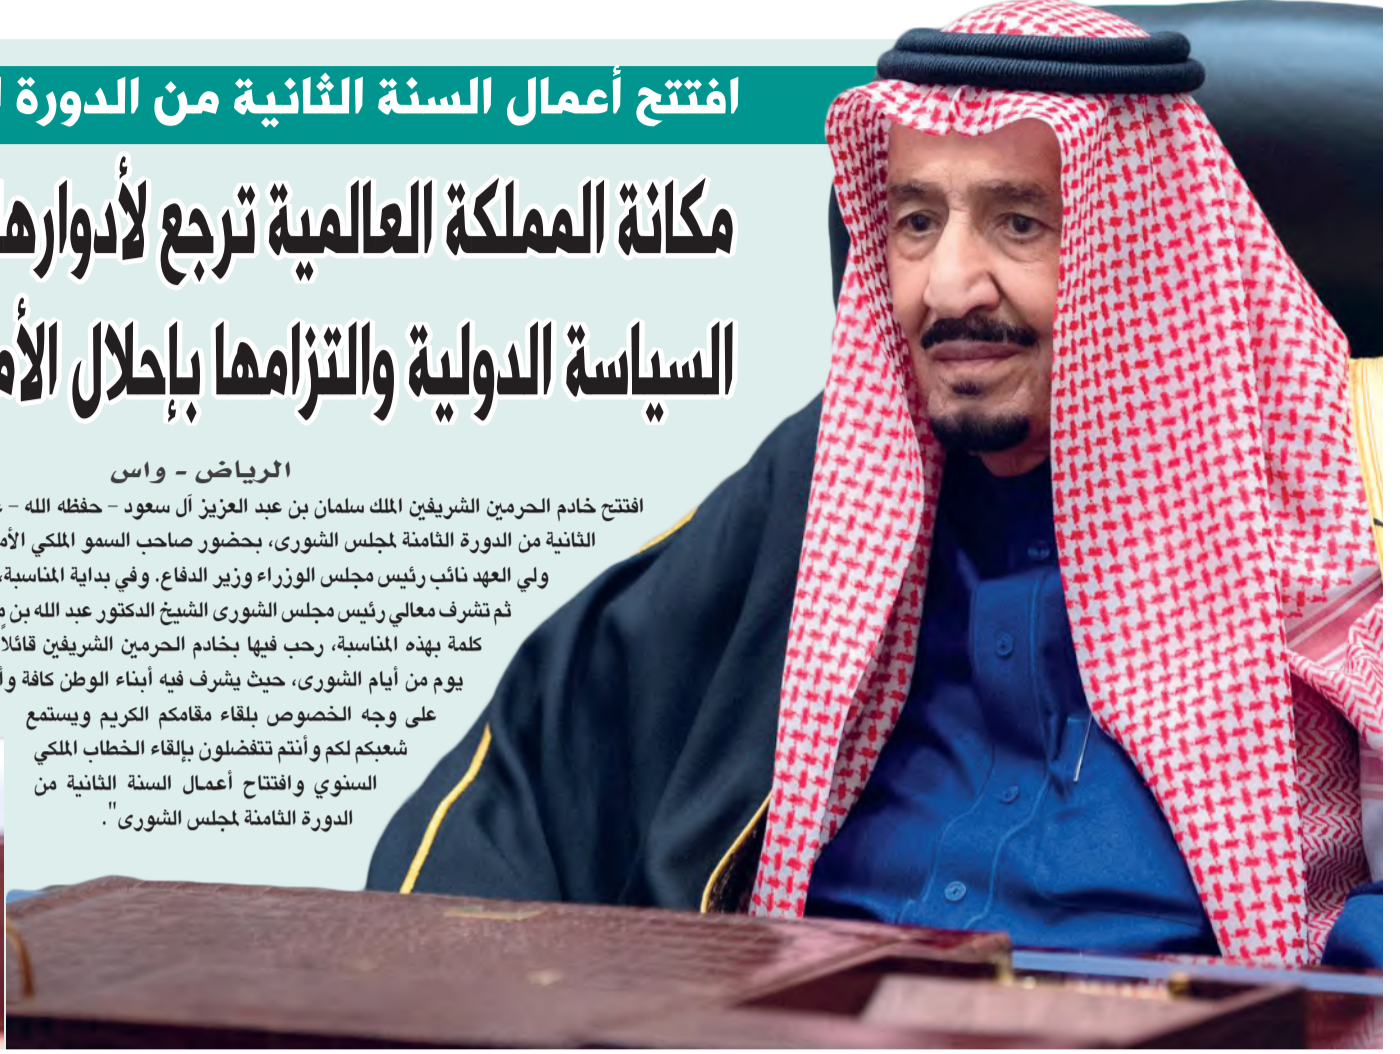 افتتح أعمال السنة الثانية من الدورة
مكانة المملكة العالمية ترجع لأدوارها
السياسة الدولية والتزامها بإحلال
الرياض - واس
افتتح خادم الحرمين الشريفين الملك سلمان بن عبد العزيز آل سعود – حفظه الله –
الثانية من الدورة الثامنة لمجلس الشورى، بحضور صاحب السمو الملكي
ولي العهد نائب رئيس مجلس الوزراء وزير الدفاع. وفي بداية المناسبة،
ثم تشرف معالي رئيس مجلس الشورى الشيخ الدكتور عبد الله بن
كلمة بهذه المناسبة، رحب فيها بخادم الحرمين الشريفين قائلاً
يوم من أيام الشورى، حيث يشرف فيه أبناء الوطن كافة
على وجه الخصوص بلقاء مقامكم الكريم ويستمع
شعبكم لكم وأنتم تتفضلون بإلقاء الخطاب الملكي
السنوي وافتتاح أعمال السنة الثانية من
الدورة الثامنة لمجلس الشورى".